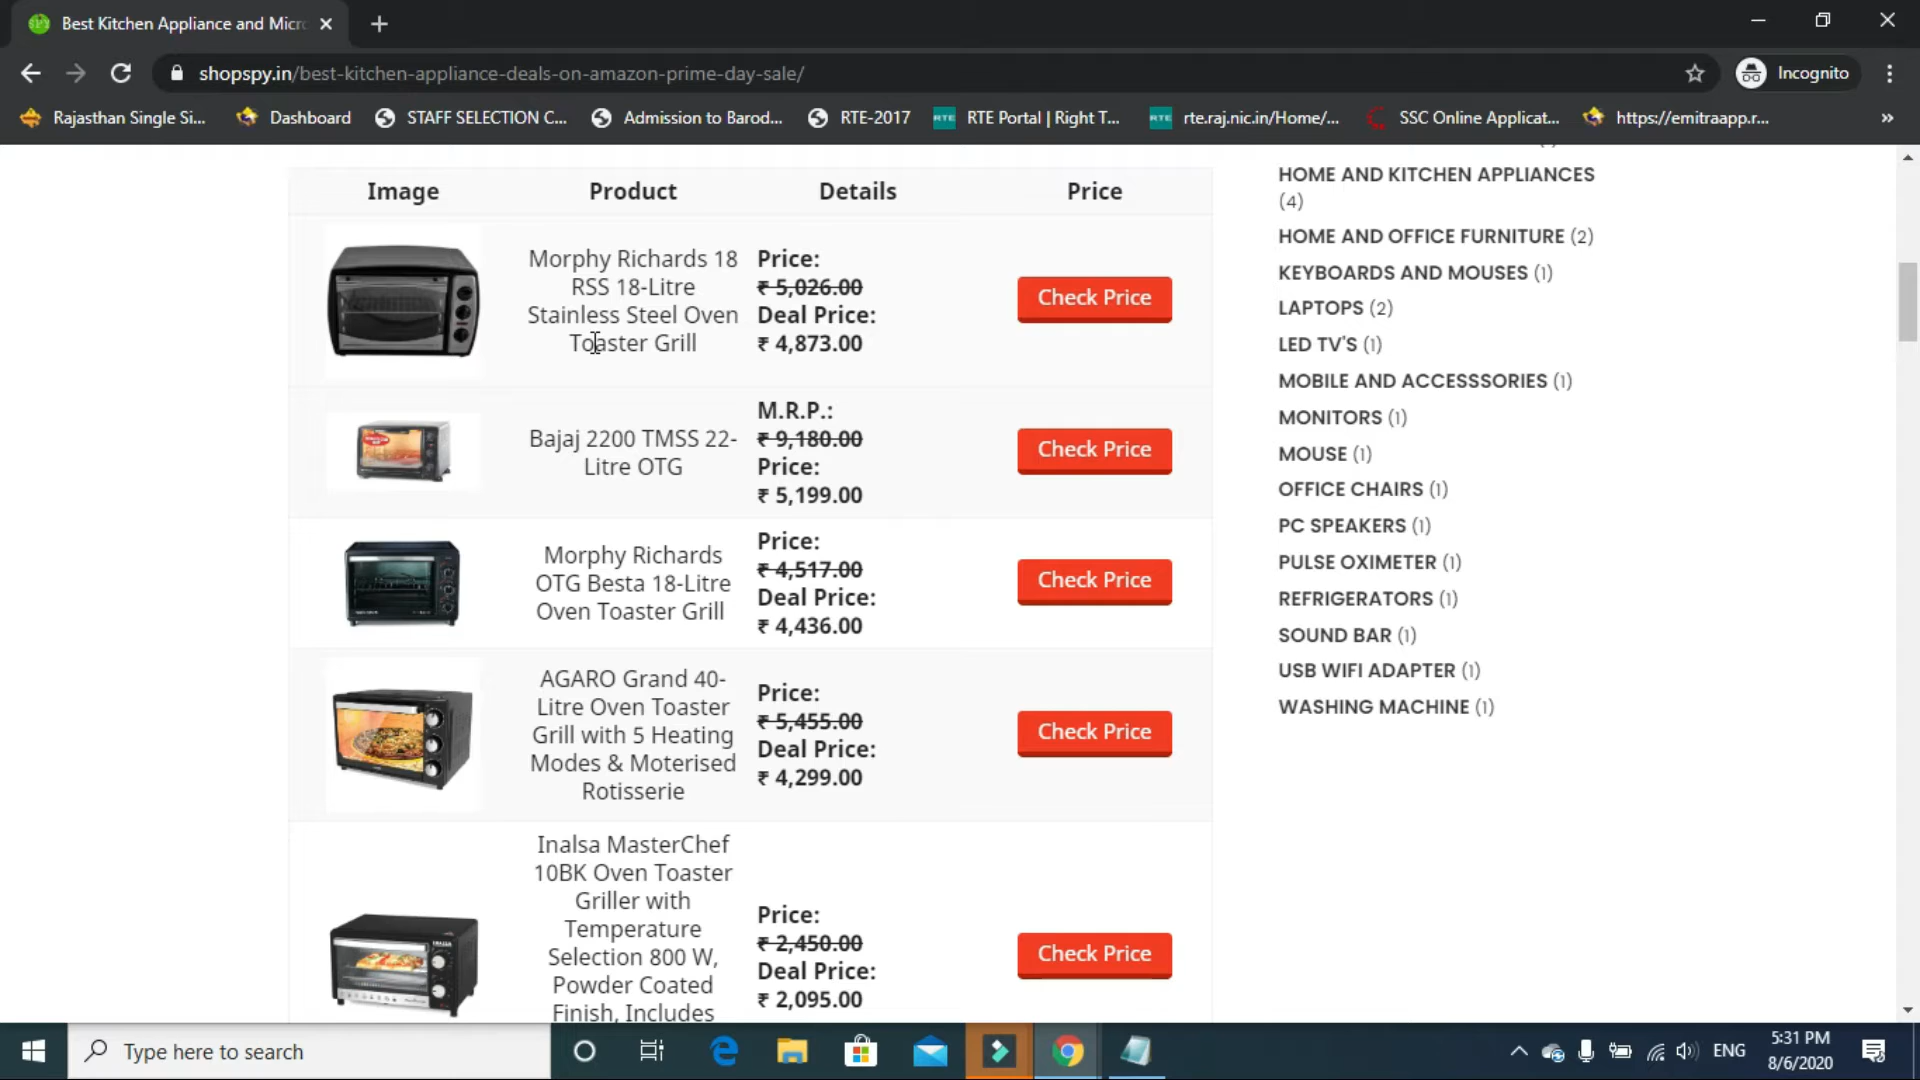 Best Kitchen Appliance and Micro
shopspy.in/best-kitchen-appliance-deals-on-amazon-prime-day-sale/
Incognito
Rajasthan Single Si...
Dashboard
STAFF SELECTION C...
Admission to Barod...
RTE-2017
RTE
RTE Portal | Right T...
RTE
rte.raj.nic.in/Home/...
SSC Online Applicat...
https://emitraapp.r...
»
Image
Product
Details
Price
Morphy Richards 18
RSS 18-Litre
Stainless Steel Oven
Toaster Grill
Price:
₹ 5,026.00
Deal Price:
₹ 4,873.00
Check Price
Bajaj 2200 TMSS 22-
Litre OTG
M.R.P.:
₹ 9,180.00
Price:
₹ 5,199.00
Check Price
Morphy Richards
OTG Besta 18-Litre
Oven Toaster Grill
Price:
₹ 4,517.00
Deal Price:
₹ 4,436.00
Check Price
AGARO Grand 40-
Litre Oven Toaster
Grill with 5 Heating
Modes & Moterised
Rotisserie
Price:
₹ 5,455.00
Deal Price:
₹ 4,299.00
Check Price
Inalsa MasterChef
10BK Oven Toaster
Griller with
Temperature
Selection 800 W,
Powder Coated
Finish, Includes
Price:
₹ 2,450.00
Deal Price:
₹ 2,095.00
Check Price
HOME AND KITCHEN APPLIANCES
(4)
HOME AND OFFICE FURNITURE (2)
KEYBOARDS AND MOUSES (1)
LAPTOPS (2)
LED TV'S (1)
MOBILE AND ACCESSSORIES (1)
MONITORS (1)
MOUSE (1)
OFFICE CHAIRS (1)
PC SPEAKERS (1)
PULSE OXIMETER (1)
REFRIGERATORS (1)
SOUND BAR (1)
USB WIFI ADAPTER (1)
WASHING MACHINE (1)
Type here to search
ENG
5:31 PM
8/6/2020